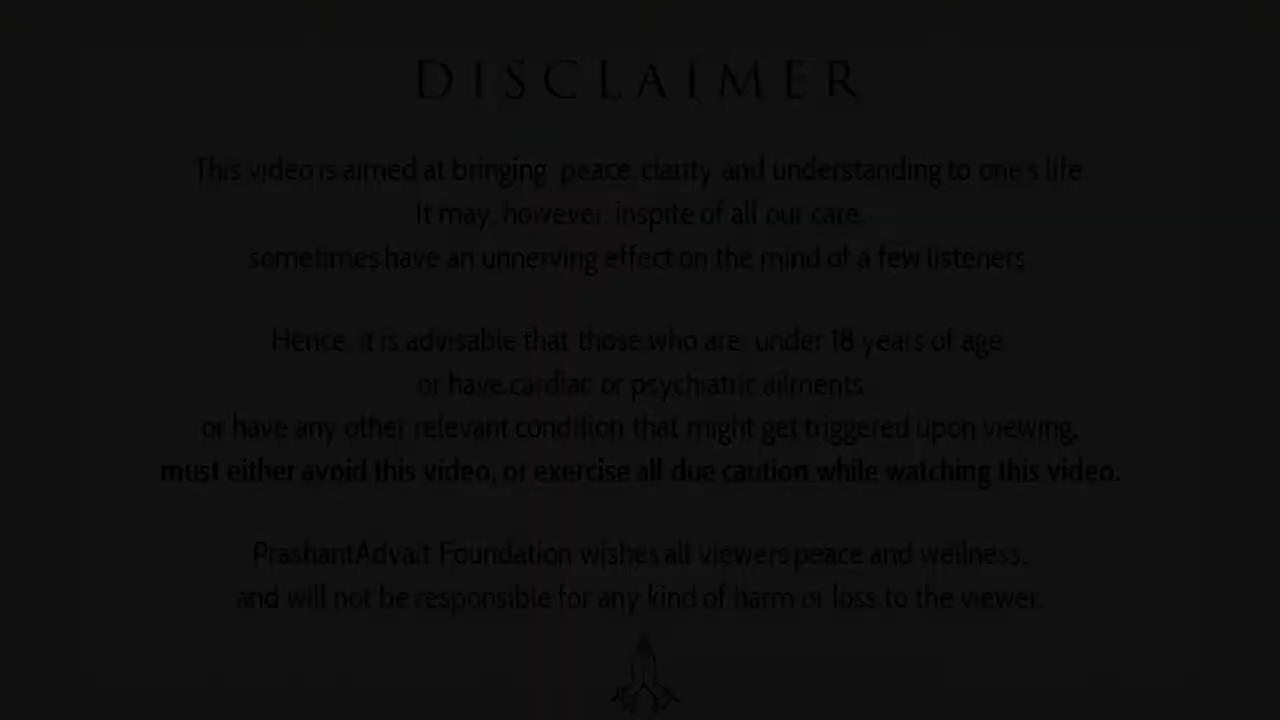 DISCLAIMER
This video is aimed at bringing peace, clarity and understanding to one's life.
It may, however, inspite of all our care,
sometimes have an unnerving effect on the mind of a few listeners.
Hence, it is advisable that those who are under 18 years of age
or have cardiac or psychiatric ailments
or have any other relevant condition that might get triggered upon viewing,
must either avoid this video, or exercise all due caution while watching this video.
PrashantAdvait Foundation wishes all viewers peace and wellness,
and will not be responsible for any kind of harm or loss to the viewer.